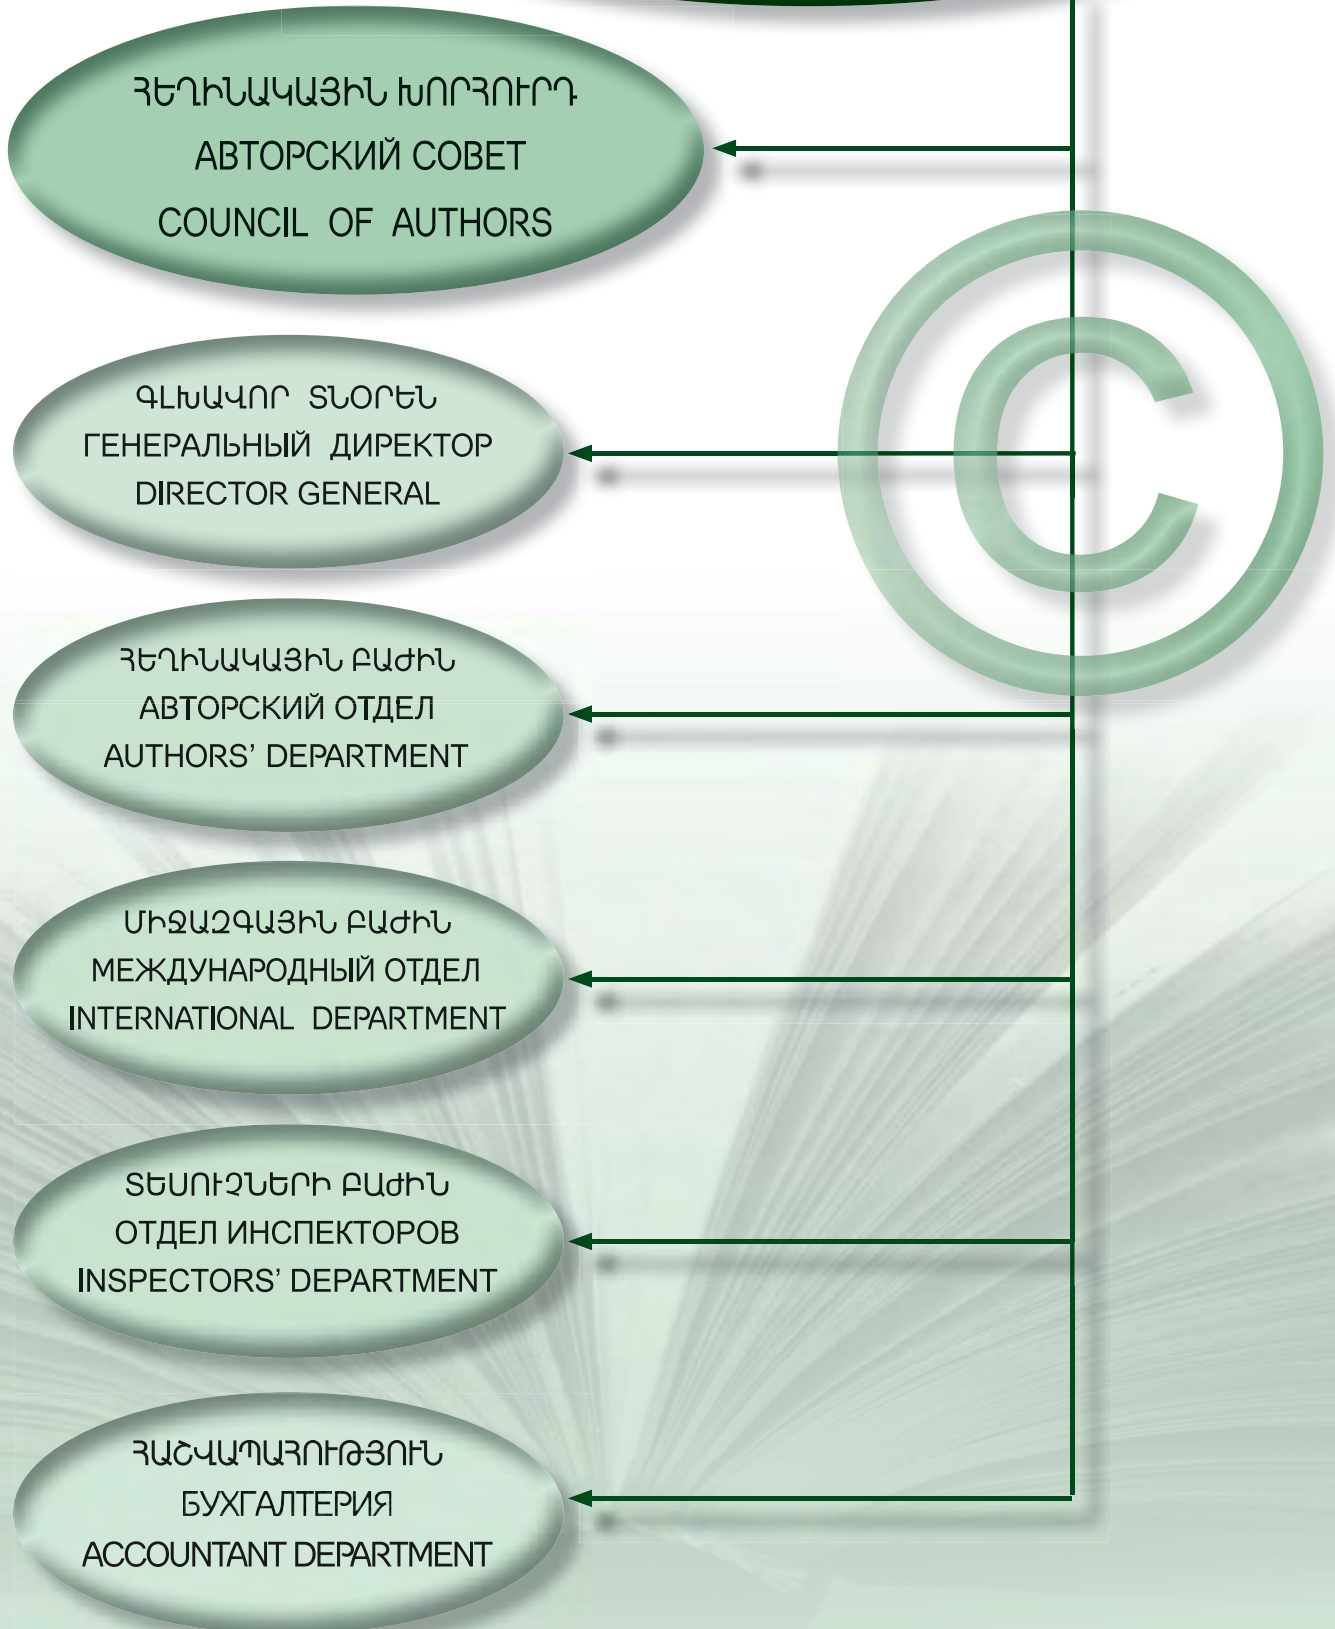 ՀԵՂԻՆԱԿԱՅԻՆ ԽՈՐՀՈՒՐԴ
АВТОРСКИЙ СОВЕТ
COUNCIL OF AUTHORS
ԳԼԽԱՎՈՐ ՏՆՕՐԵՆ
ГЕНЕРАЛЬНЫЙ ДИРЕКТОР
DIRECTOR GENERAL
ՀԵՂԻՆԱԿԱՅԻՆ ԲԱԺԻՆ
АВТОРСКИЙ ОТДЕЛ
AUTHORS’ DEPARTMENT
ՄԻՋԱԶԳԱՅԻՆ ԲԱԺԻՆ
МЕЖДУНАРОДНЫЙ ОТДЕЛ
INTERNATIONAL DEPARTMENT
ՏԵՍՈՒՉՆԵՐԻ ԲԱԺԻՆ
ОТДЕЛ ИНСПЕКТОРОВ
INSPECTORS’ DEPARTMENT
ՀԱՇՎԱՊԱՀՈՒԹՅՈՒՆ
БУХГАЛТЕРИЯ
ACCOUNTANT DEPARTMENT
©